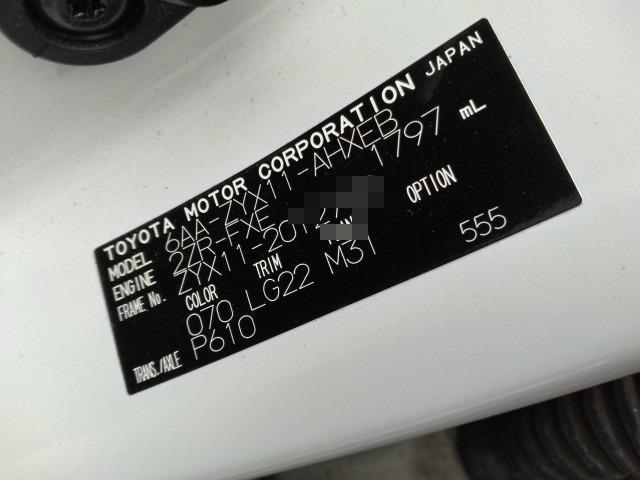 TOYOTA MOTOR CORPORATION JAPAN
MODEL 6AA-ZYX11-AHXEB
ENGINE 2ZR-FXE 1797 mL
FRAME No. ZYX11-2012
COLOR TRIM OPTION
070 LG22 M31 555
TRANS./AXLE P610